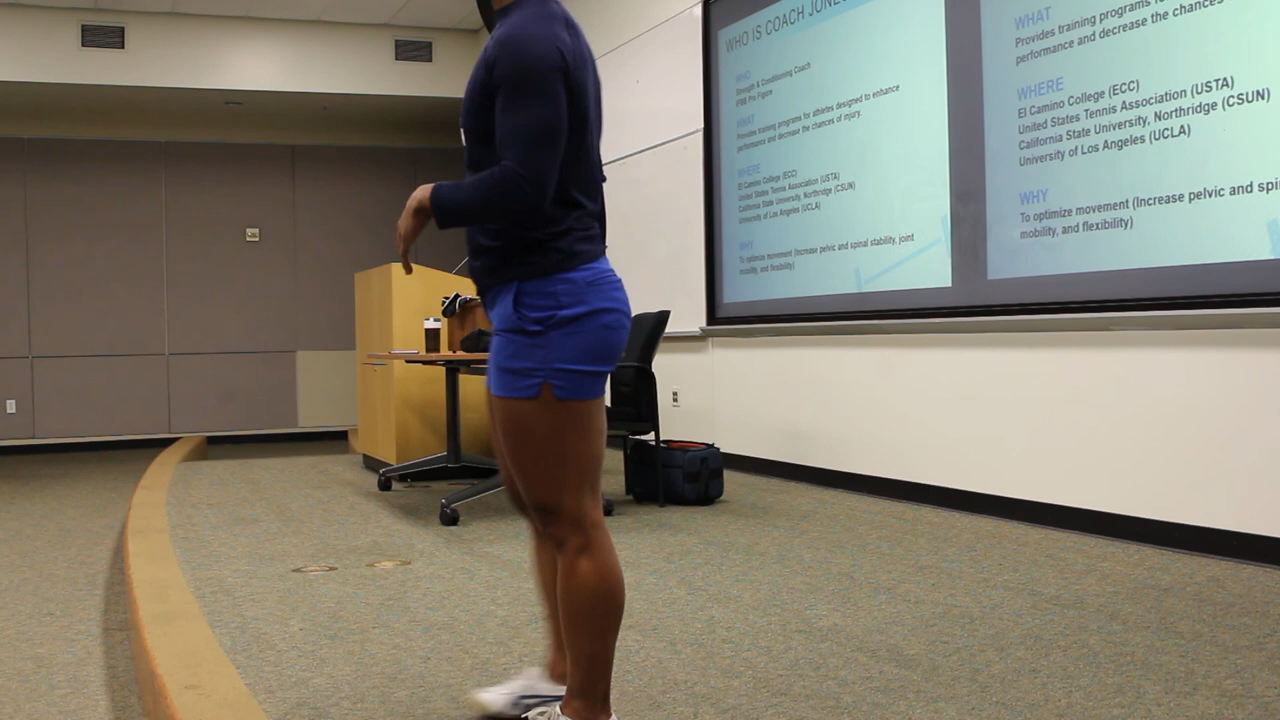 WHO IS COACH JONES
WHO
Strength & Conditioning Coach
IFBB Pro Figure
WHAT
Provides training programs for athletes designed to enhance
performance and decrease the chances of injury.
WHERE
El Camino College (ECC)
United States Tennis Association (USTA)
California State University, Northridge (CSUN)
University of Los Angeles (UCLA)
WHY
To optimize movement (Increase pelvic and spinal stability, joint
mobility, and flexibility)
WHAT
Provides training programs
performance and decrease the chances
WHERE
El Camino College (ECC)
United States Tennis Association (USTA)
California State University, Northridge (CSUN)
University of Los Angeles (UCLA)
WHY
To optimize movement (Increase pelvic and spi
mobility, and flexibility)